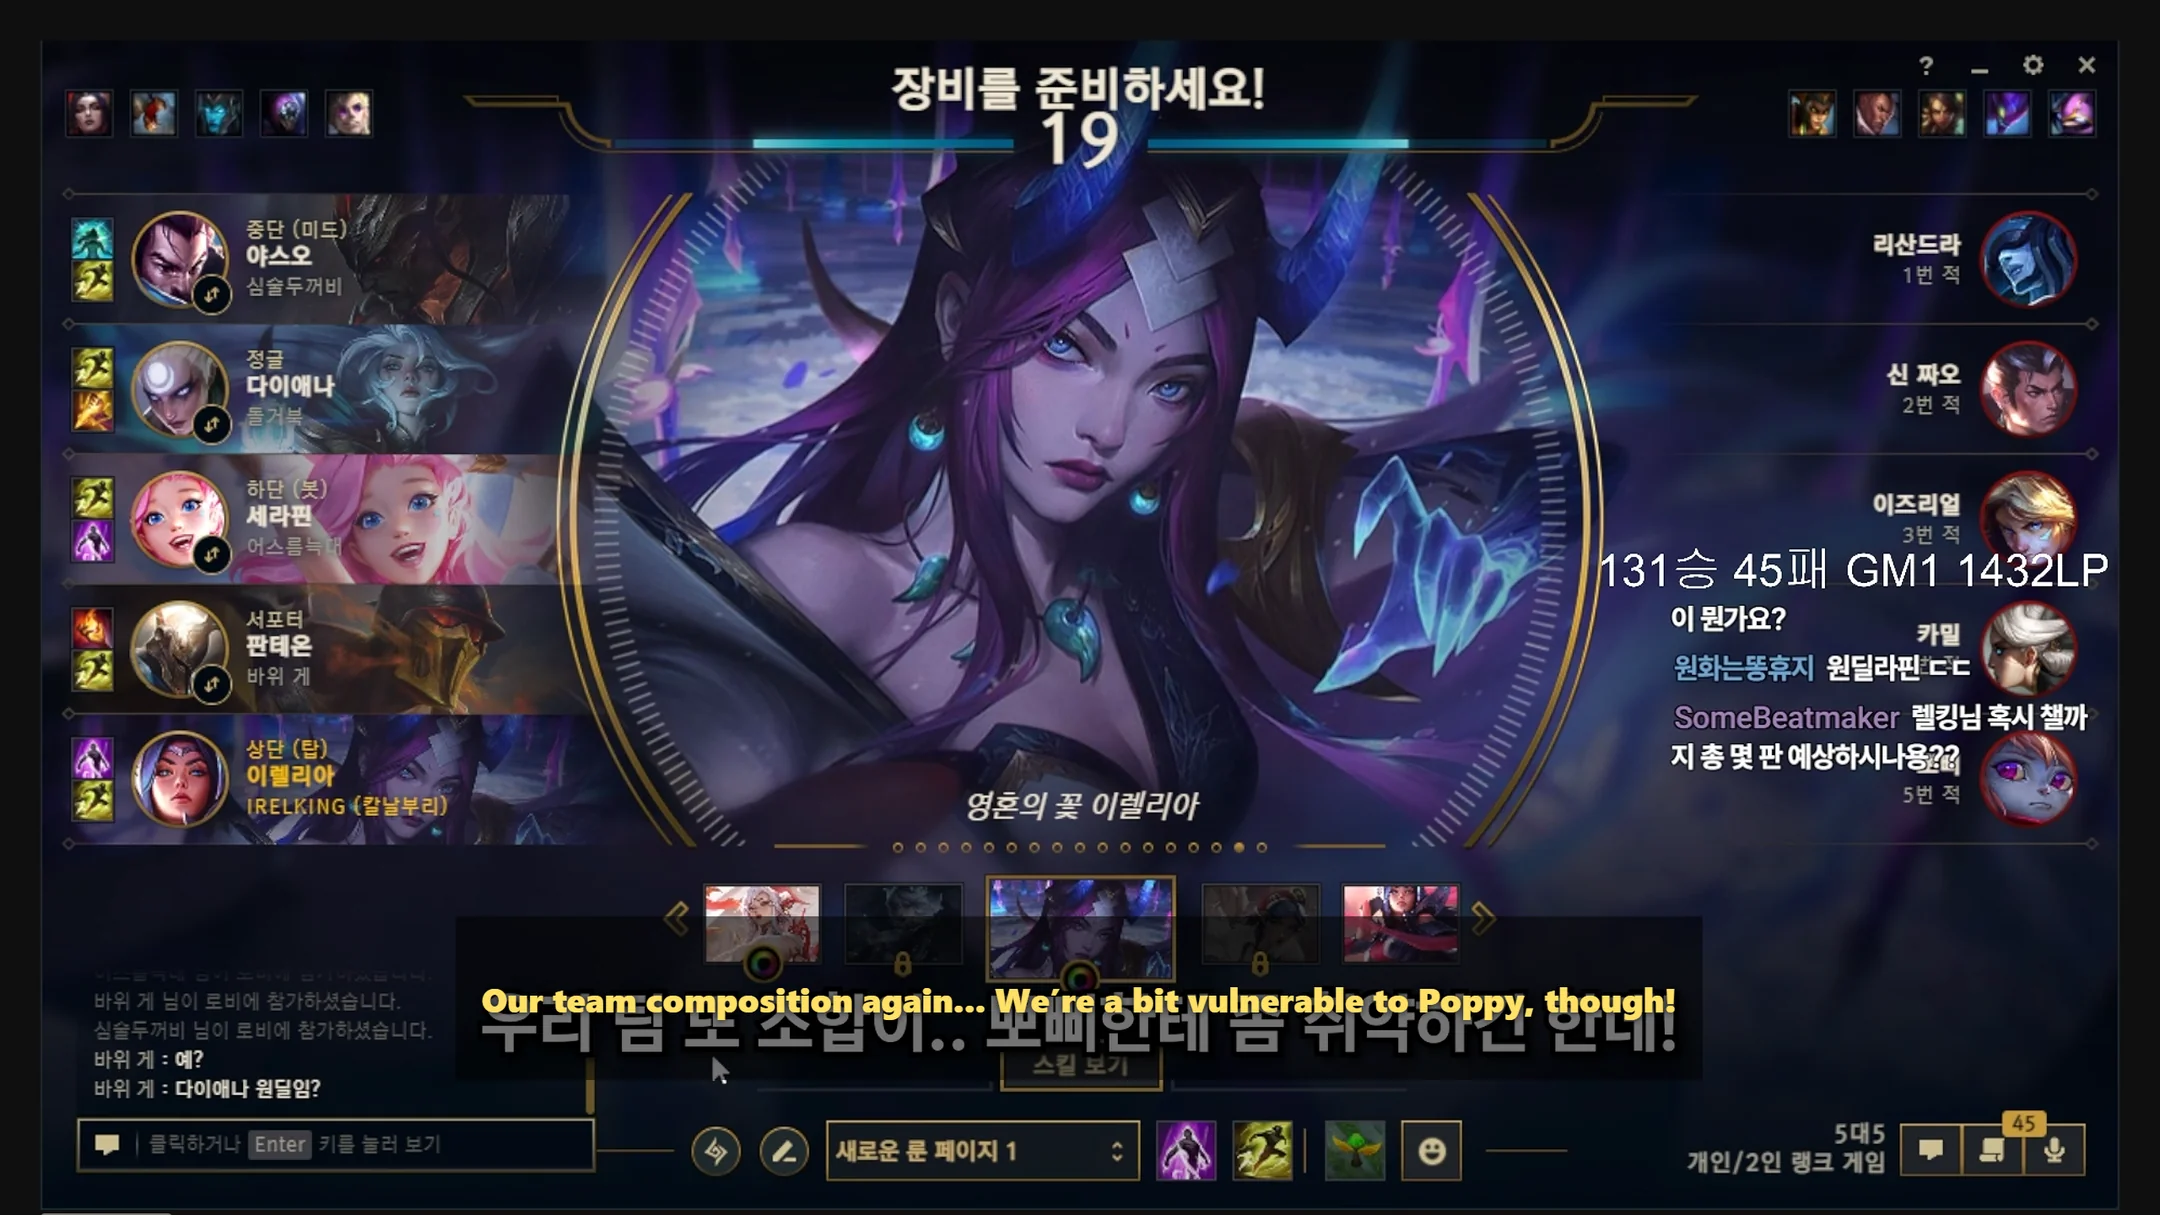 장비를 준비하세요!
19
중단 (미드)
야스오
심술두꺼비
정글
다이애나
돌거북
하단 (봇)
세라핀
어스름늑대
서포터
판테온
바위 게
상단 (탑)
이렐리아
IRELKING (칼날부리)
리산드라
1번 적
신 짜오
2번 적
이즈리얼
3번 적
131승 45패 GM1 1432LP
이 뭔가요?
카밀
원화는똥휴지 원딜라핀ㄷㄷ
SomeBeatmaker 렐킹님 혹시 챌까
지 총 몇 판 예상하시나용??
5번 적
영혼의 꽃 이렐리아
Our team composition again... We're a bit vulnerable to Poppy, though!
우리 팀 또 조합이.. 뽀삐한테 좀 취약하긴 한데!
스킬 보기
바위 게 님이 로비에 참가하셨습니다.
심술두꺼비 님이 로비에 참가하셨습니다.
바위 게 : 예?
바위 게 : 다이애나 원딜임?
클릭하거나 Enter 키를 눌러 보기
새로운 룬 페이지 1
5대5
개인/2인 랭크 게임
45